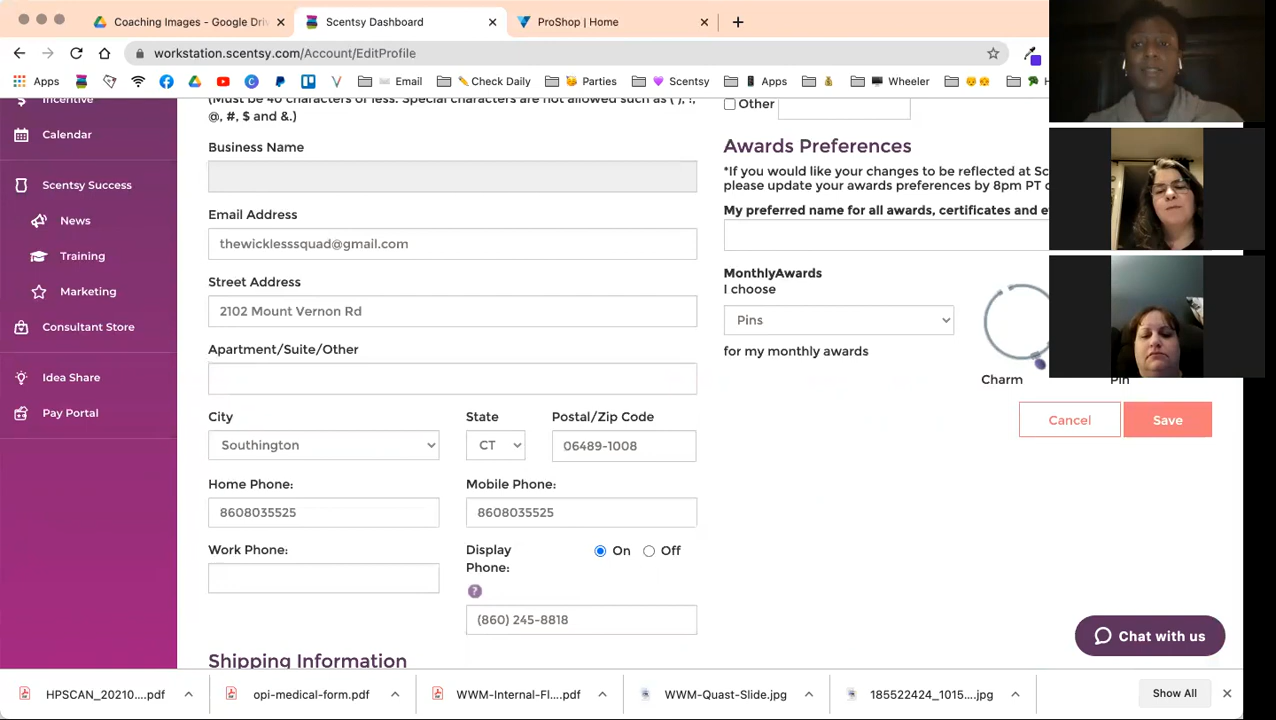 Coaching Images - Google Driv
Scentsy Dashboard
ProShop | Home
workstation.scentsy.com/Account/EditProfile
Apps
Email
Check Daily
Parties
Scentsy
Apps
Wheeler
H
Incentive
Calendar
Scentsy Success
News
Training
Marketing
Consultant Store
Idea Share
Pay Portal
(Must be 40 characters or less. Special characters are not allowed such as ( ), !,
@, #, $ and &.)
Business Name
Email Address
thewicklesssquad@gmail.com
Street Address
2102 Mount Vernon Rd
Apartment/Suite/Other
City
State
Postal/Zip Code
Southington
CT
06489-1008
Home Phone:
Mobile Phone:
8608035525
8608035525
Work Phone:
Display
Phone:
On
Off
?
(860) 245-8818
Shipping Information
Other
Awards Preferences
*If you would like your changes to be reflected at Sc
please update your awards preferences by 8pm PT o
My preferred name for all awards, certificates and ev
MonthlyAwards
I choose
Pins
for my monthly awards
Charm
Pin
Cancel
Save
Chat with us
HPSCAN_20210....pdf
opi-medical-form.pdf
WWM-Internal-Fl....pdf
WWM-Quast-Slide.jpg
185522424_1015....jpg
Show All